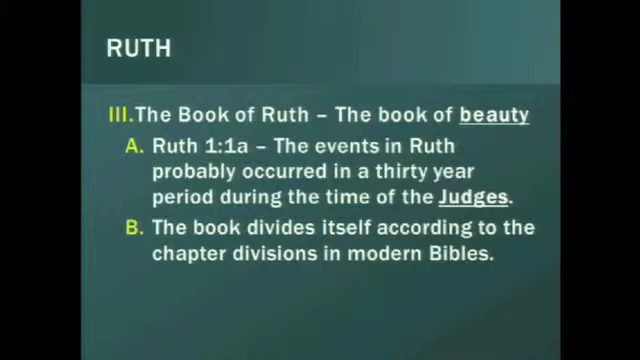 RUTH
III.The Book of Ruth – The book of beauty
A. Ruth 1:1a – The events in Ruth
probably occurred in a thirty year
period during the time of the Judges.
B. The book divides itself according to the
chapter divisions in modern Bibles.